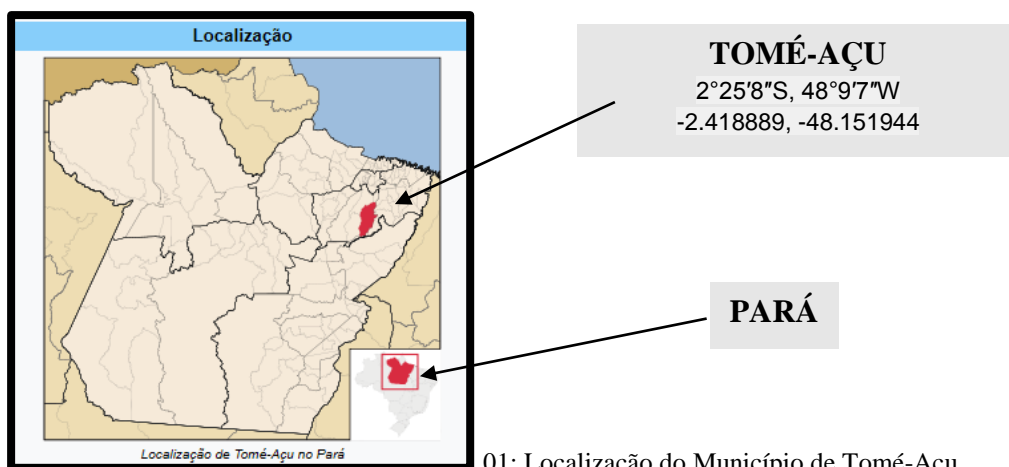 Localização
TOMÉ-AÇU
2°25′8″S, 48°9′7″W
-2.418889, -48.151944
PARÁ
Localização de Tomé-Açu no Pará
01: Localização do Município de Tomé-Açu